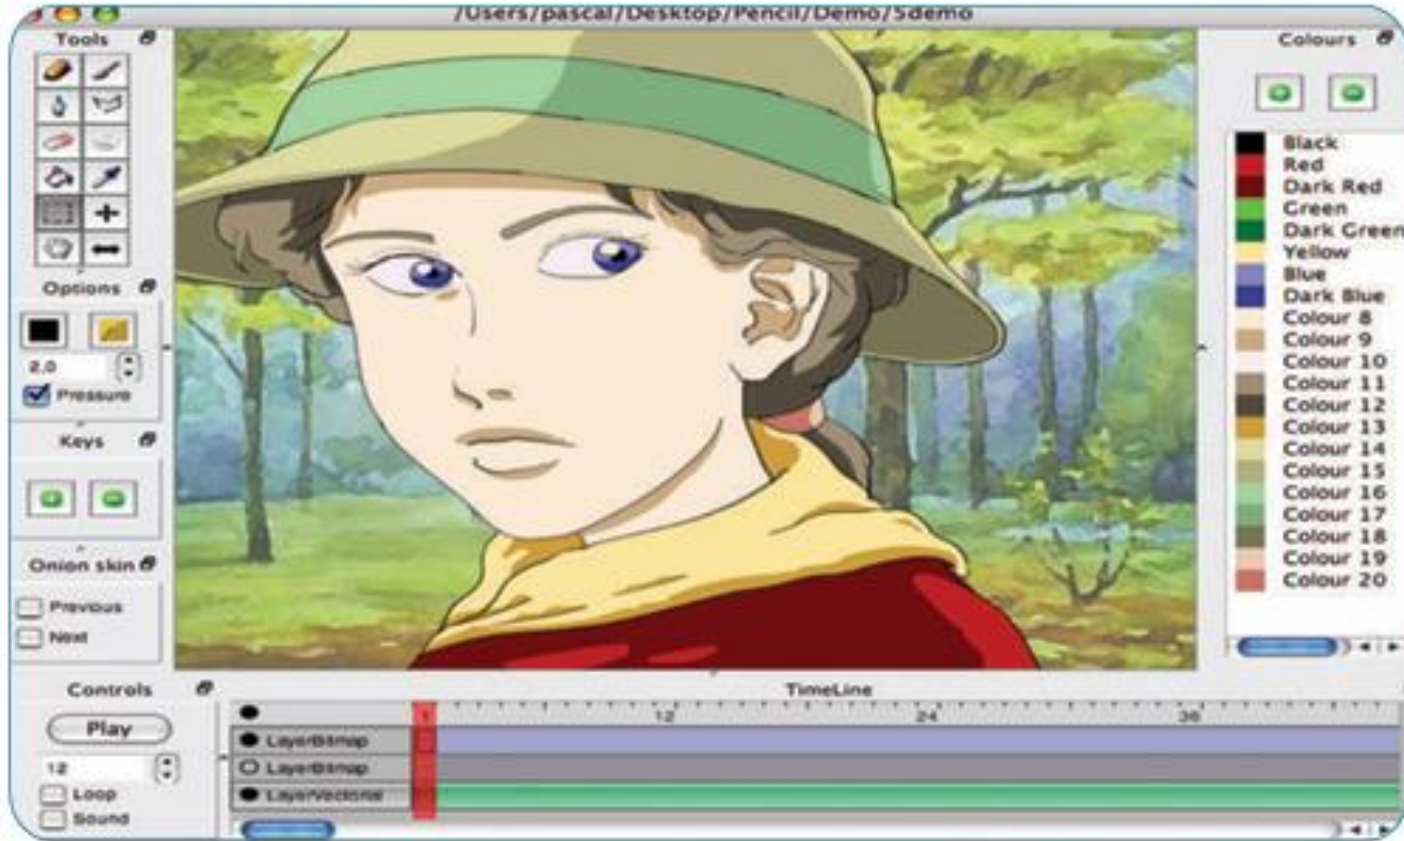 /Users/pascal/Desktop/Pencil/Demo/5demo
Tools
Options
2.0
Pressure
Keys
Onion skin
Previous
Next
Colours
Black
Red
Dark Red
Green
Dark Green
Yellow
Blue
Dark Blue
Colour 8
Colour 9
Colour 10
Colour 11
Colour 12
Colour 13
Colour 14
Colour 15
Colour 16
Colour 17
Colour 18
Colour 19
Colour 20
Controls
Play
12
Loop
Sound
TimeLine
1 12 24 36
LayerBitmap
LayerBitmap
LayerVectorial